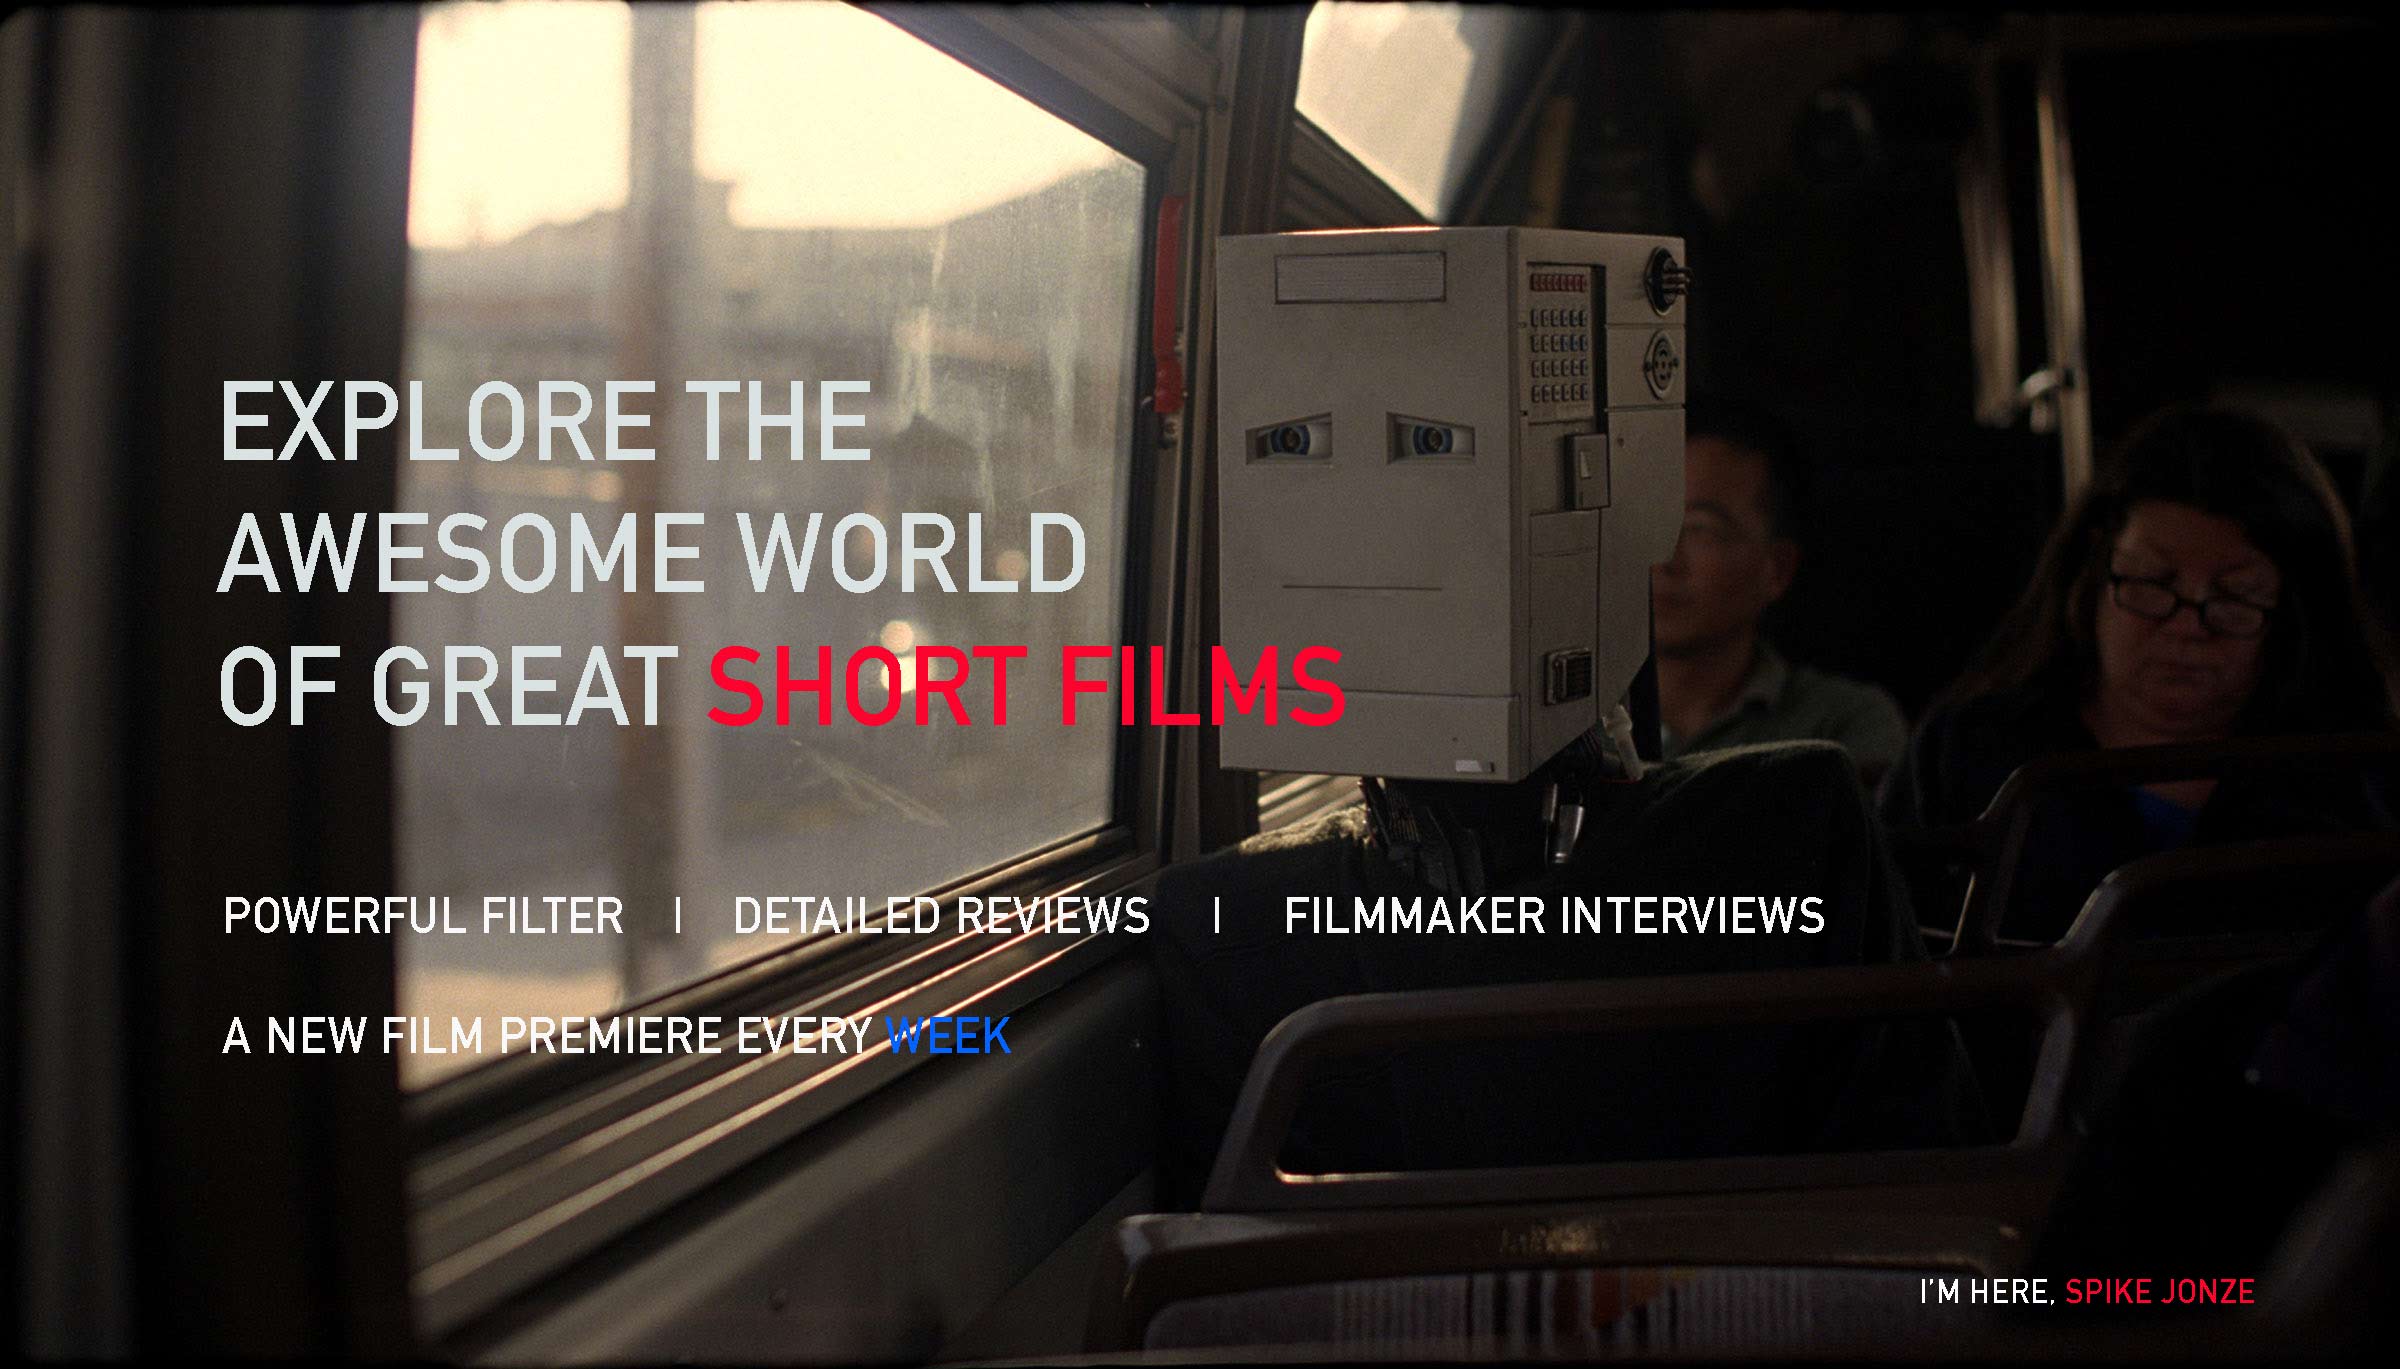 EXPLORE THE
AWESOME WORLD
OF GREAT SHORT FILMS
POWERFUL FILTER | DETAILED REVIEWS | FILMMAKER INTERVIEWS
A NEW FILM PREMIERE EVERY WEEK
I'M HERE, SPIKE JONZE